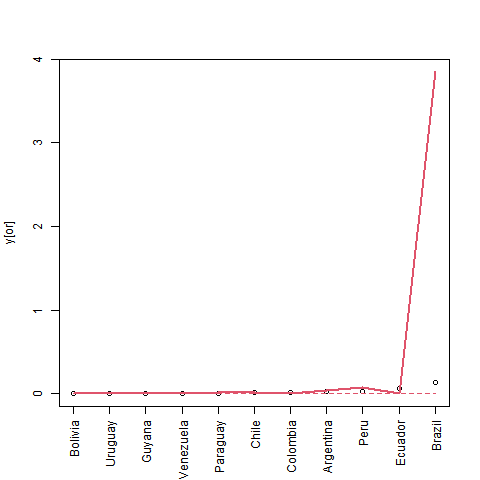 4
3
2
1
0
y[or]
Bolivia
Uruguay
Guyana
Venezuela
Paraguay
Chile
Colombia
Argentina
Peru
Ecuador
Brazil